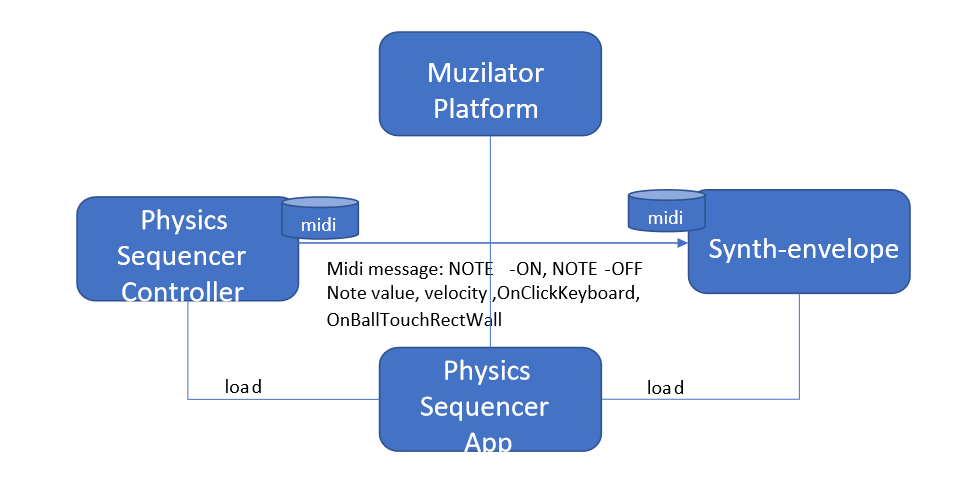 Muzilator
Platform
Physics
Sequencer
Controller
midi
midi
Synth-envelope
Midi message: NOTE -ON, NOTE -OFF
Note value, velocity ,OnClickKeyboard,
OnBallTouchRectWall
Physics
Sequencer
App
load
load